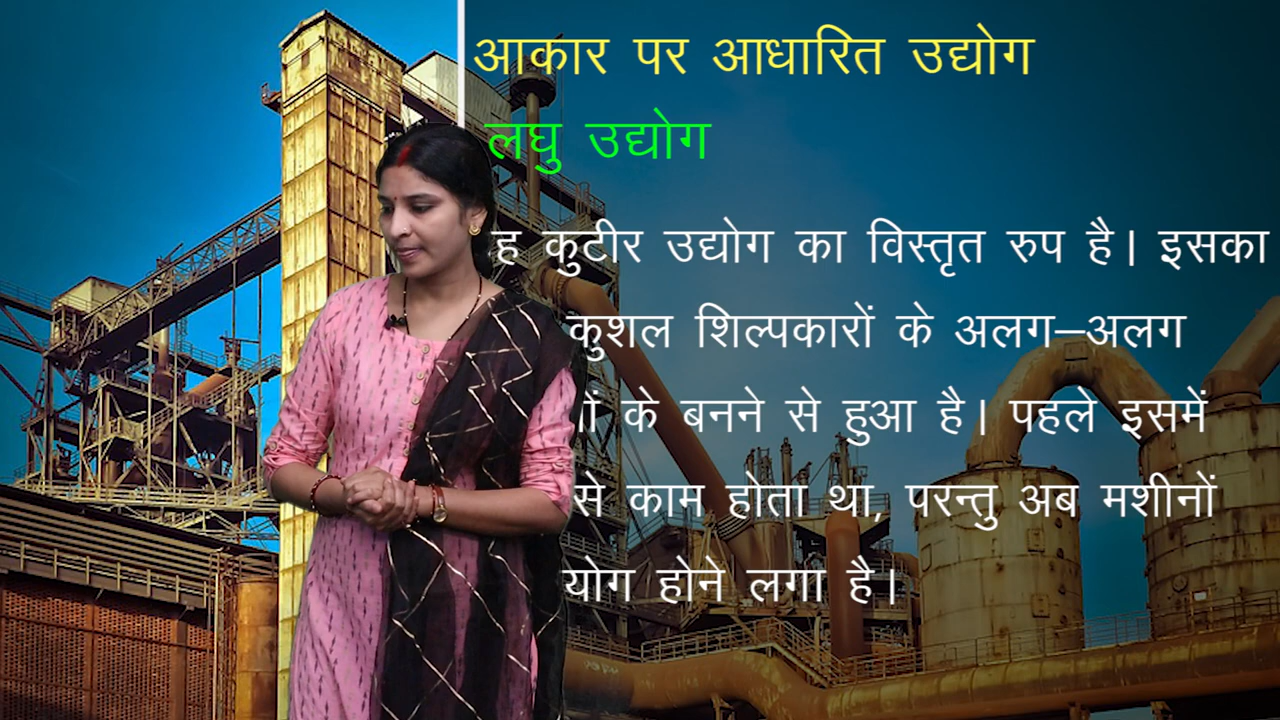 आकार पर आधारित उद्योग
लघु उद्योग
कुटीर उद्योग का विस्तृत रुप है। इसका
कुशल शिल्पकारों के अलग–अलग
के बनने से हुआ है। पहले इसमें
से काम होता था, परन्तु अब मशीनों
होने लगा है।